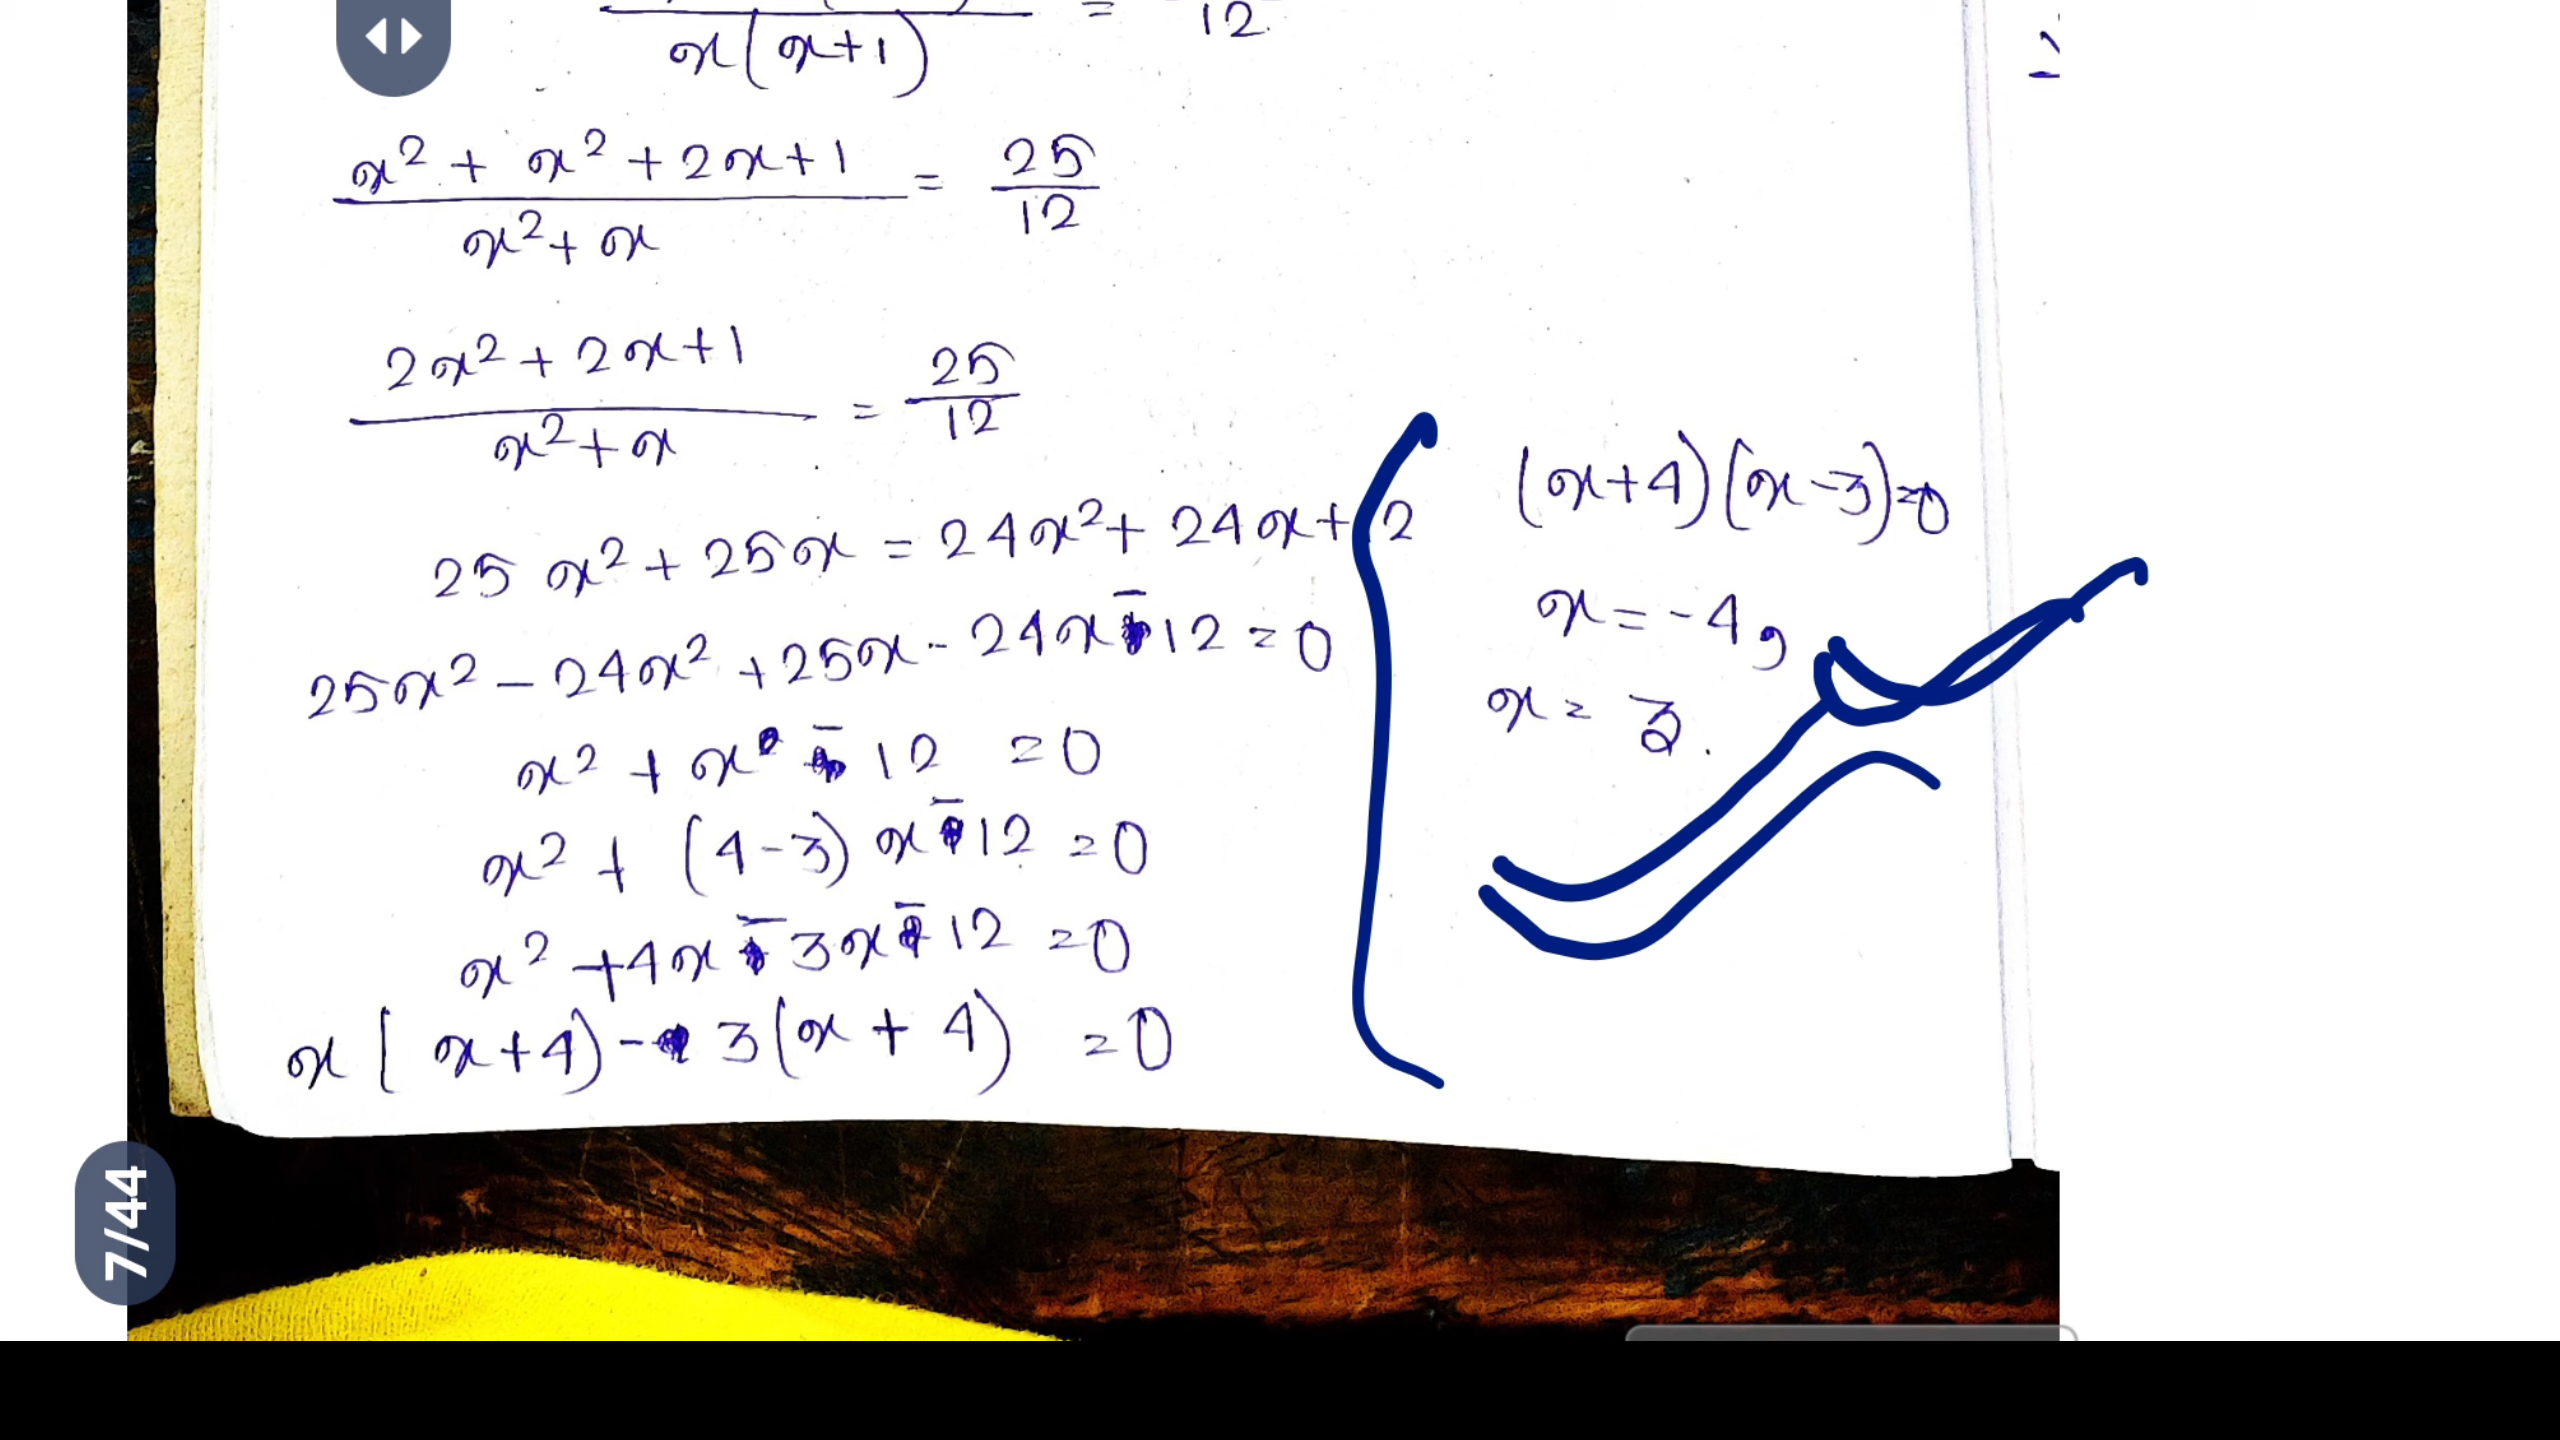 x(x+1) = 12.
x² + x² + 2x + 1 / x² + x = 25/12
2x² + 2x + 1 / x² + x = 25/12
25x² + 25x = 24x² + 24x + 2
25x² - 24x² + 25x - 24x - 12 = 0
x² + x - 12 = 0
x² + (4-3)x - 12 = 0
x² + 4x - 3x - 12 = 0
x(x+4) - 3(x+4) = 0
(x+4)(x-3)=0
x = -4,
x = 3.
7/44